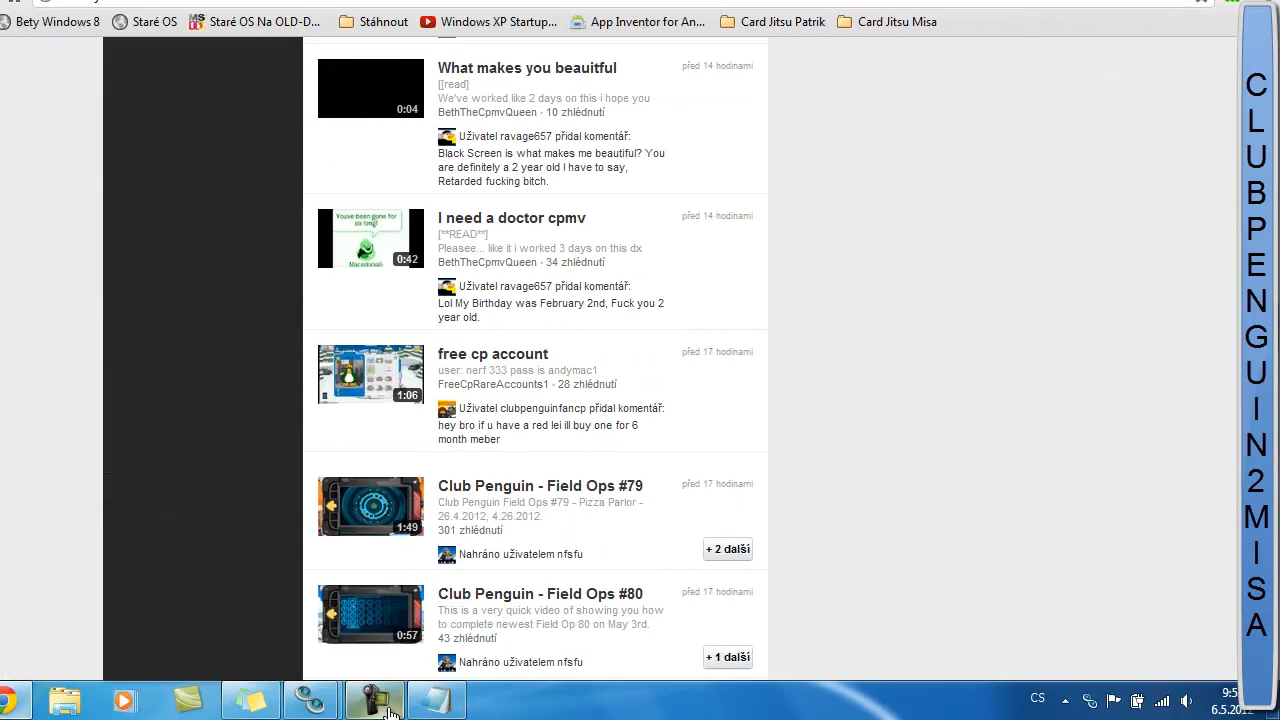 Bety Windows 8 Staré OS Staré OS Na OLD-D... Stáhnout Windows XP Startup... App Inventor for An... Card Jitsu Patrik Card Jitsu Misa
What makes you beauitful před 14 hodinami
[[read]
We've worked like 2 days on this i hope you
0:04
BethTheCpmvQueen · 10 zhlédnutí
Uživatel ravage657 přidal komentář:
Black Screen is what makes me beautiful? You
are definitely a 2 year old I have to say,
Retarded fucking bitch.
I need a doctor cpmv před 14 hodinami
Youve been gone for
so long!
Macedonia6
0:42
[**READ**]
Pleasee... like it i worked 3 days on this dx
BethTheCpmvQueen · 34 zhlédnutí
Uživatel ravage657 přidal komentář:
Lol My Birthday was February 2nd, Fuck you 2
year old.
free cp account před 17 hodinami
user: nerf 333 pass is andymac1
FreeCpRareAccounts1 · 28 zhlédnutí
1:06
Uživatel clubpenguinfancp přidal komentář:
hey bro if u have a red lei ill buy one for 6
month meber
Club Penguin - Field Ops #79 před 17 hodinami
Club Penguin Field Ops #79 - Pizza Parlor -
26.4.2012, 4.26.2012.
1:49
301 zhlédnutí
Nahráno uživatelem nfsfu
+ 2 další
Club Penguin - Field Ops #80 před 17 hodinami
This is a very quick video of showing you how
to complete newest Field Op 80 on May 3rd.
0:57
43 zhlédnutí
Nahráno uživatelem nfsfu
+ 1 další
CLUBPENGUIN2MISA
CS
9:5
6.5.2012